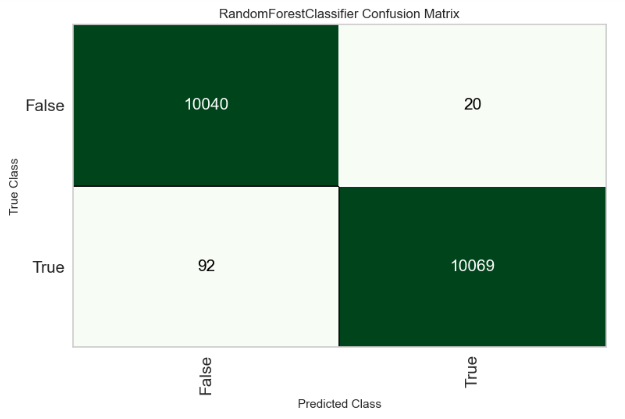 RandomForestClassifier Confusion Matrix
True Class
False
10040
20
True
92
10069
False
True
Predicted Class